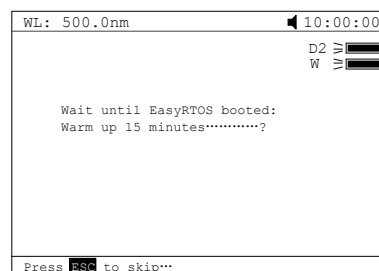 WL: 500.0nm 10:00:00
D2
W
Wait until EasyRTOS booted:
Warm up 15 minutes…………?
Press ESC to skip…